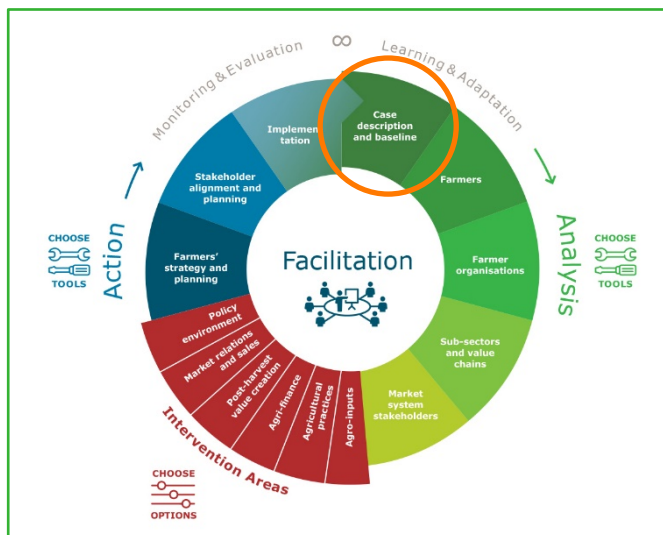 ∞
Monitoring & Evaluation
Learning & Adaptation
Case
description
and baseline
Farmers
Farmer
organisations
Sub-sectors
and value
chains
Market
system
stakeholders
Agro-inputs
Agricultural
practices
Agri-finance
Post-harvest
value creation
Market relations
and sales
Policy
environment
Farmers'
strategy and
planning
Stakeholder
alignment and
planning
Implemen-
tation
Facilitation
Action
CHOOSE
TOOLS
Analysis
CHOOSE
TOOLS
Intervention Areas
CHOOSE
OPTIONS